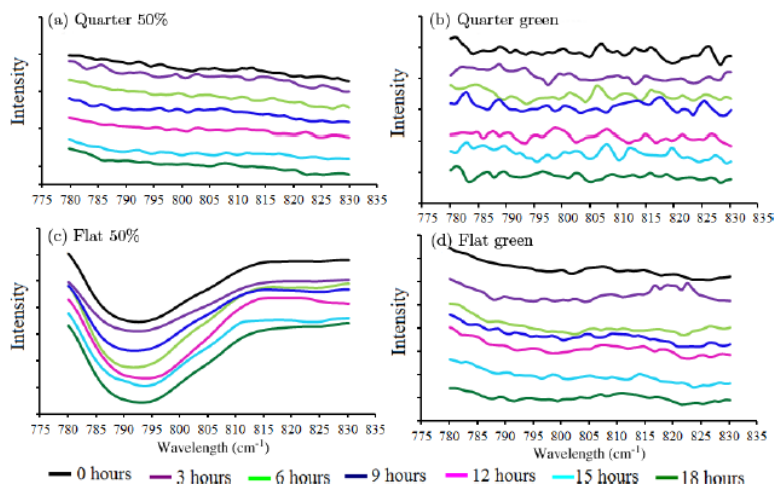 (a) Quarter 50%
(b) Quarter green
Intensity
Intensity
775 780 785 790 795 800 805 810 815 820 825 830 835
775 780 785 790 795 800 805 810 815 820 825 830 835
(c) Flat 50%
(d) Flat green
Intensity
Intensity
775 780 785 790 795 800 805 810 815 820 825 830 835
775 780 785 790 795 800 805 810 815 820 825 830 835
Wavelength (cm⁻¹)
Wavelength (cm⁻¹)
0 hours 3 hours 6 hours 9 hours 12 hours 15 hours 18 hours